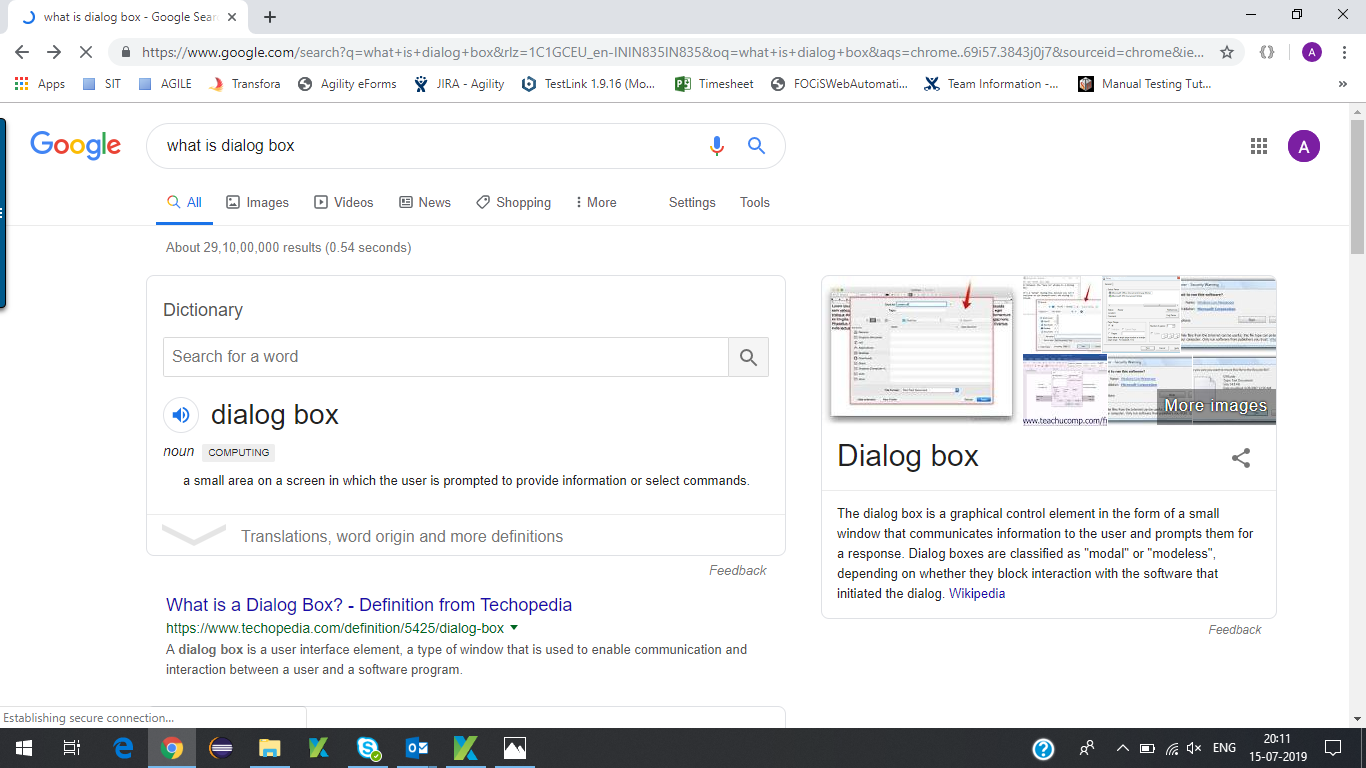 what is dialog box - Google Sear
https://www.google.com/search?q=what+is+dialog+box&rlz=1C1GCEU_en-ININ835IN835&oq=what+is+dialog+box&aqs=chrome..69i57.3843j0j7&sourceid=chrome&ie...
A
Apps
SIT
AGILE
Transfora
Agility eForms
JIRA - Agility
TestLink 1.9.16 (Mo...
Timesheet
FOCiSWebAutomati...
Team Information -...
Manual Testing Tut...
»
Google
what is dialog box
A
All
Images
Videos
News
Shopping
More
Settings
Tools
About 29,10,00,000 results (0.54 seconds)
Dictionary
Search for a word
dialog box
noun COMPUTING
a small area on a screen in which the user is prompted to provide information or select commands.
Translations, word origin and more definitions
Feedback
What is a Dialog Box? - Definition from Techopedia
https://www.techopedia.com/definition/5425/dialog-box
A dialog box is a user interface element, a type of window that is used to enable communication and
interaction between a user and a software program.
Security Warning
www.teachucomp.com/f
More images
Dialog box
The dialog box is a graphical control element in the form of a small
window that communicates information to the user and prompts them for
a response. Dialog boxes are classified as "modal" or "modeless",
depending on whether they block interaction with the software that
initiated the dialog. Wikipedia
Feedback
Establishing secure connection...
ENG
20:11
15-07-2019